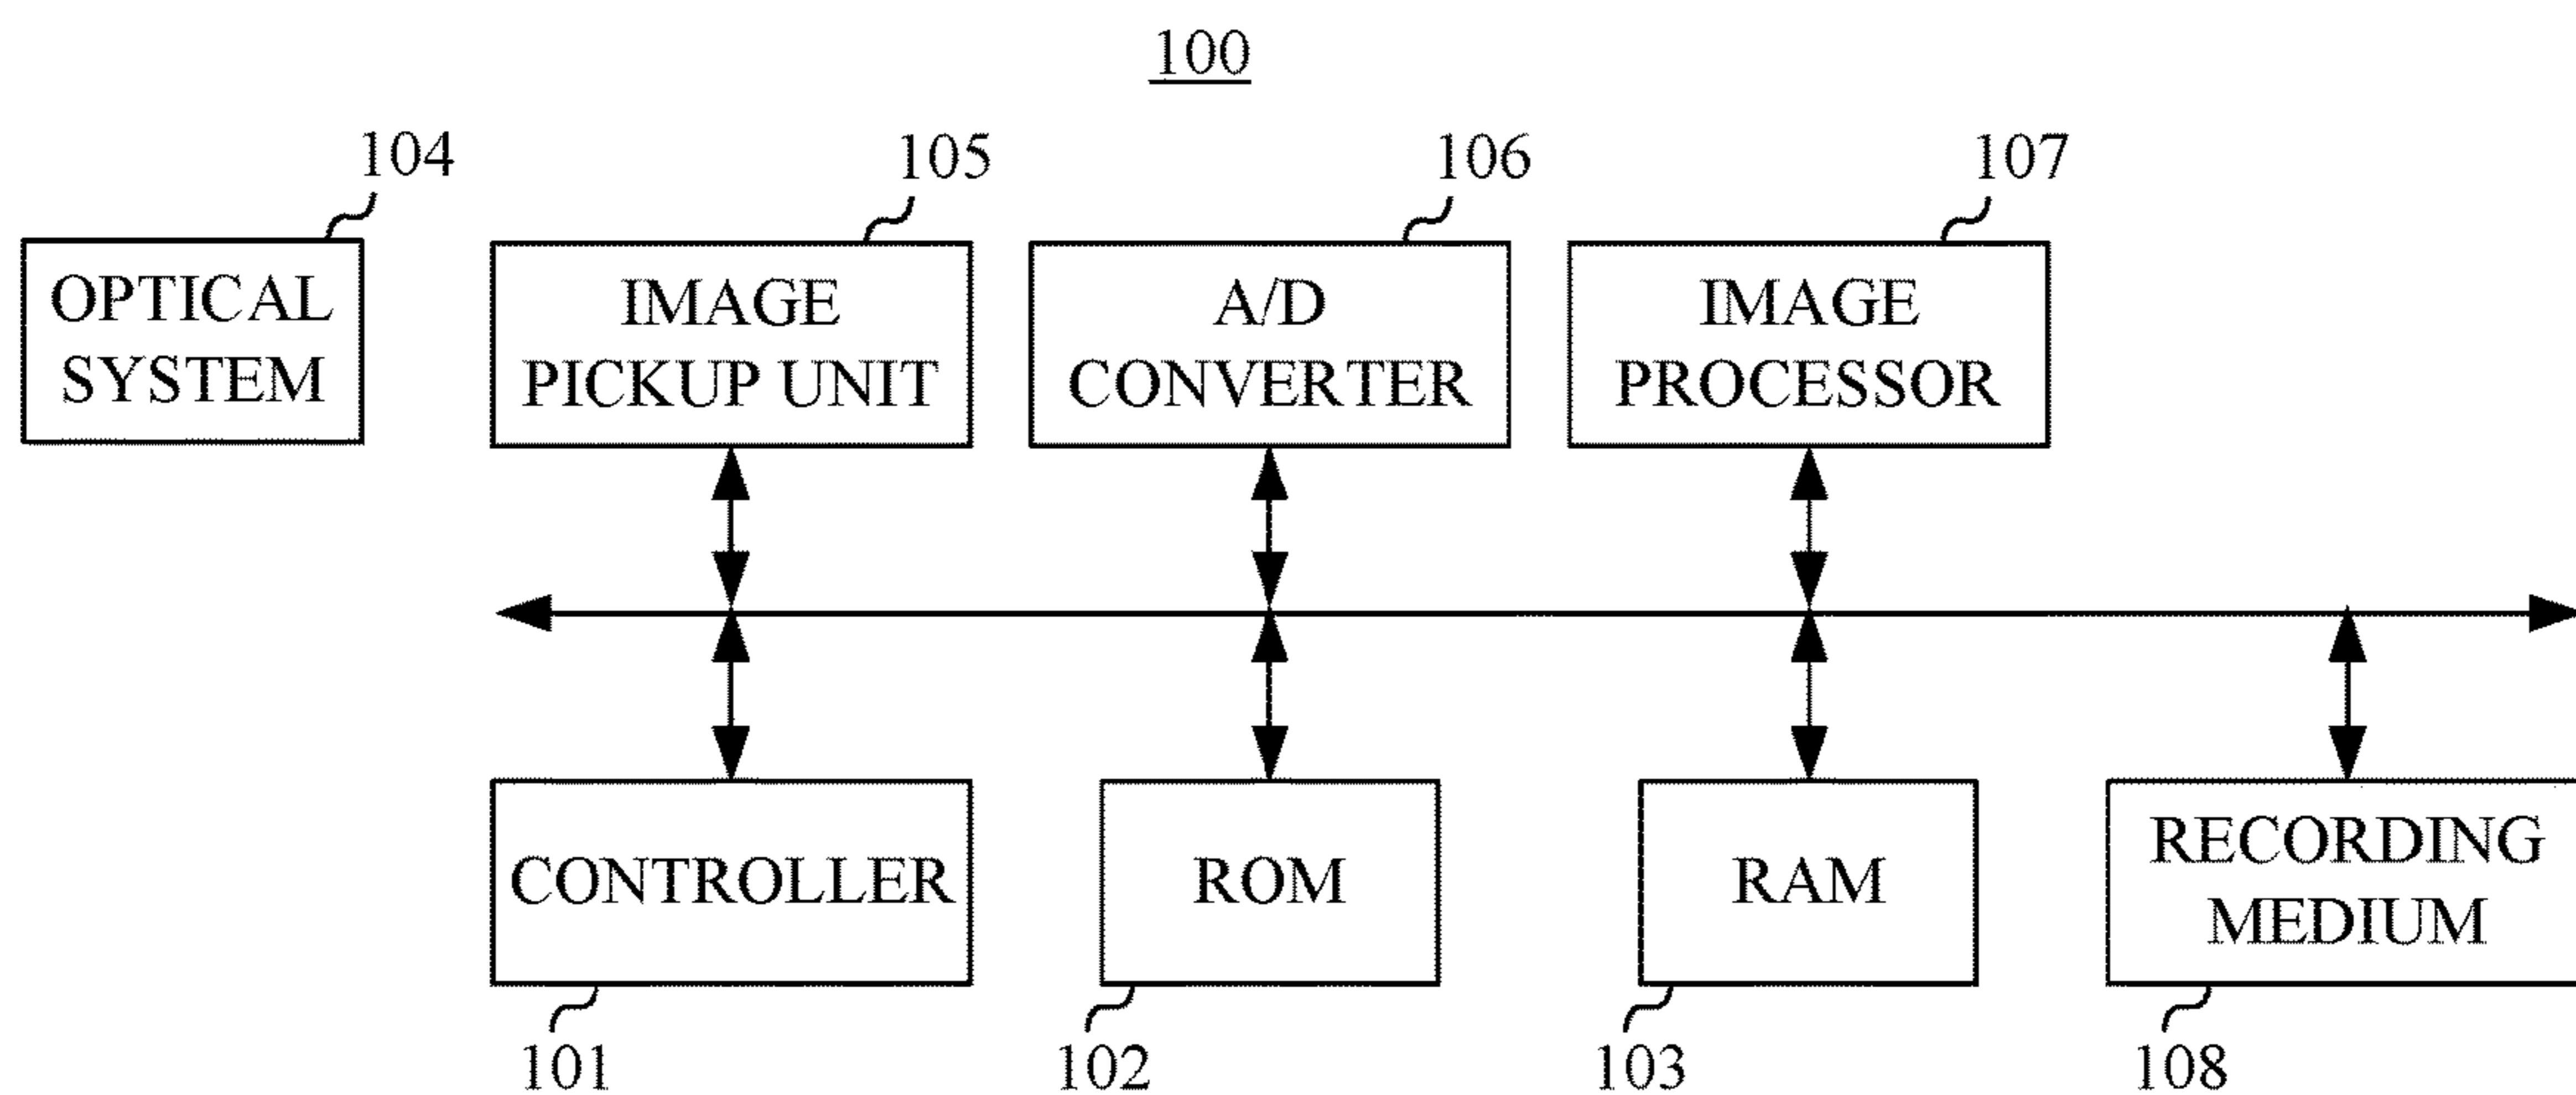 100
104
105
106
107
OPTICAL
SYSTEM
IMAGE
PICKUP UNIT
A/D
CONVERTER
IMAGE
PROCESSOR
CONTROLLER
ROM
RAM
RECORDING
MEDIUM
101
102
103
108